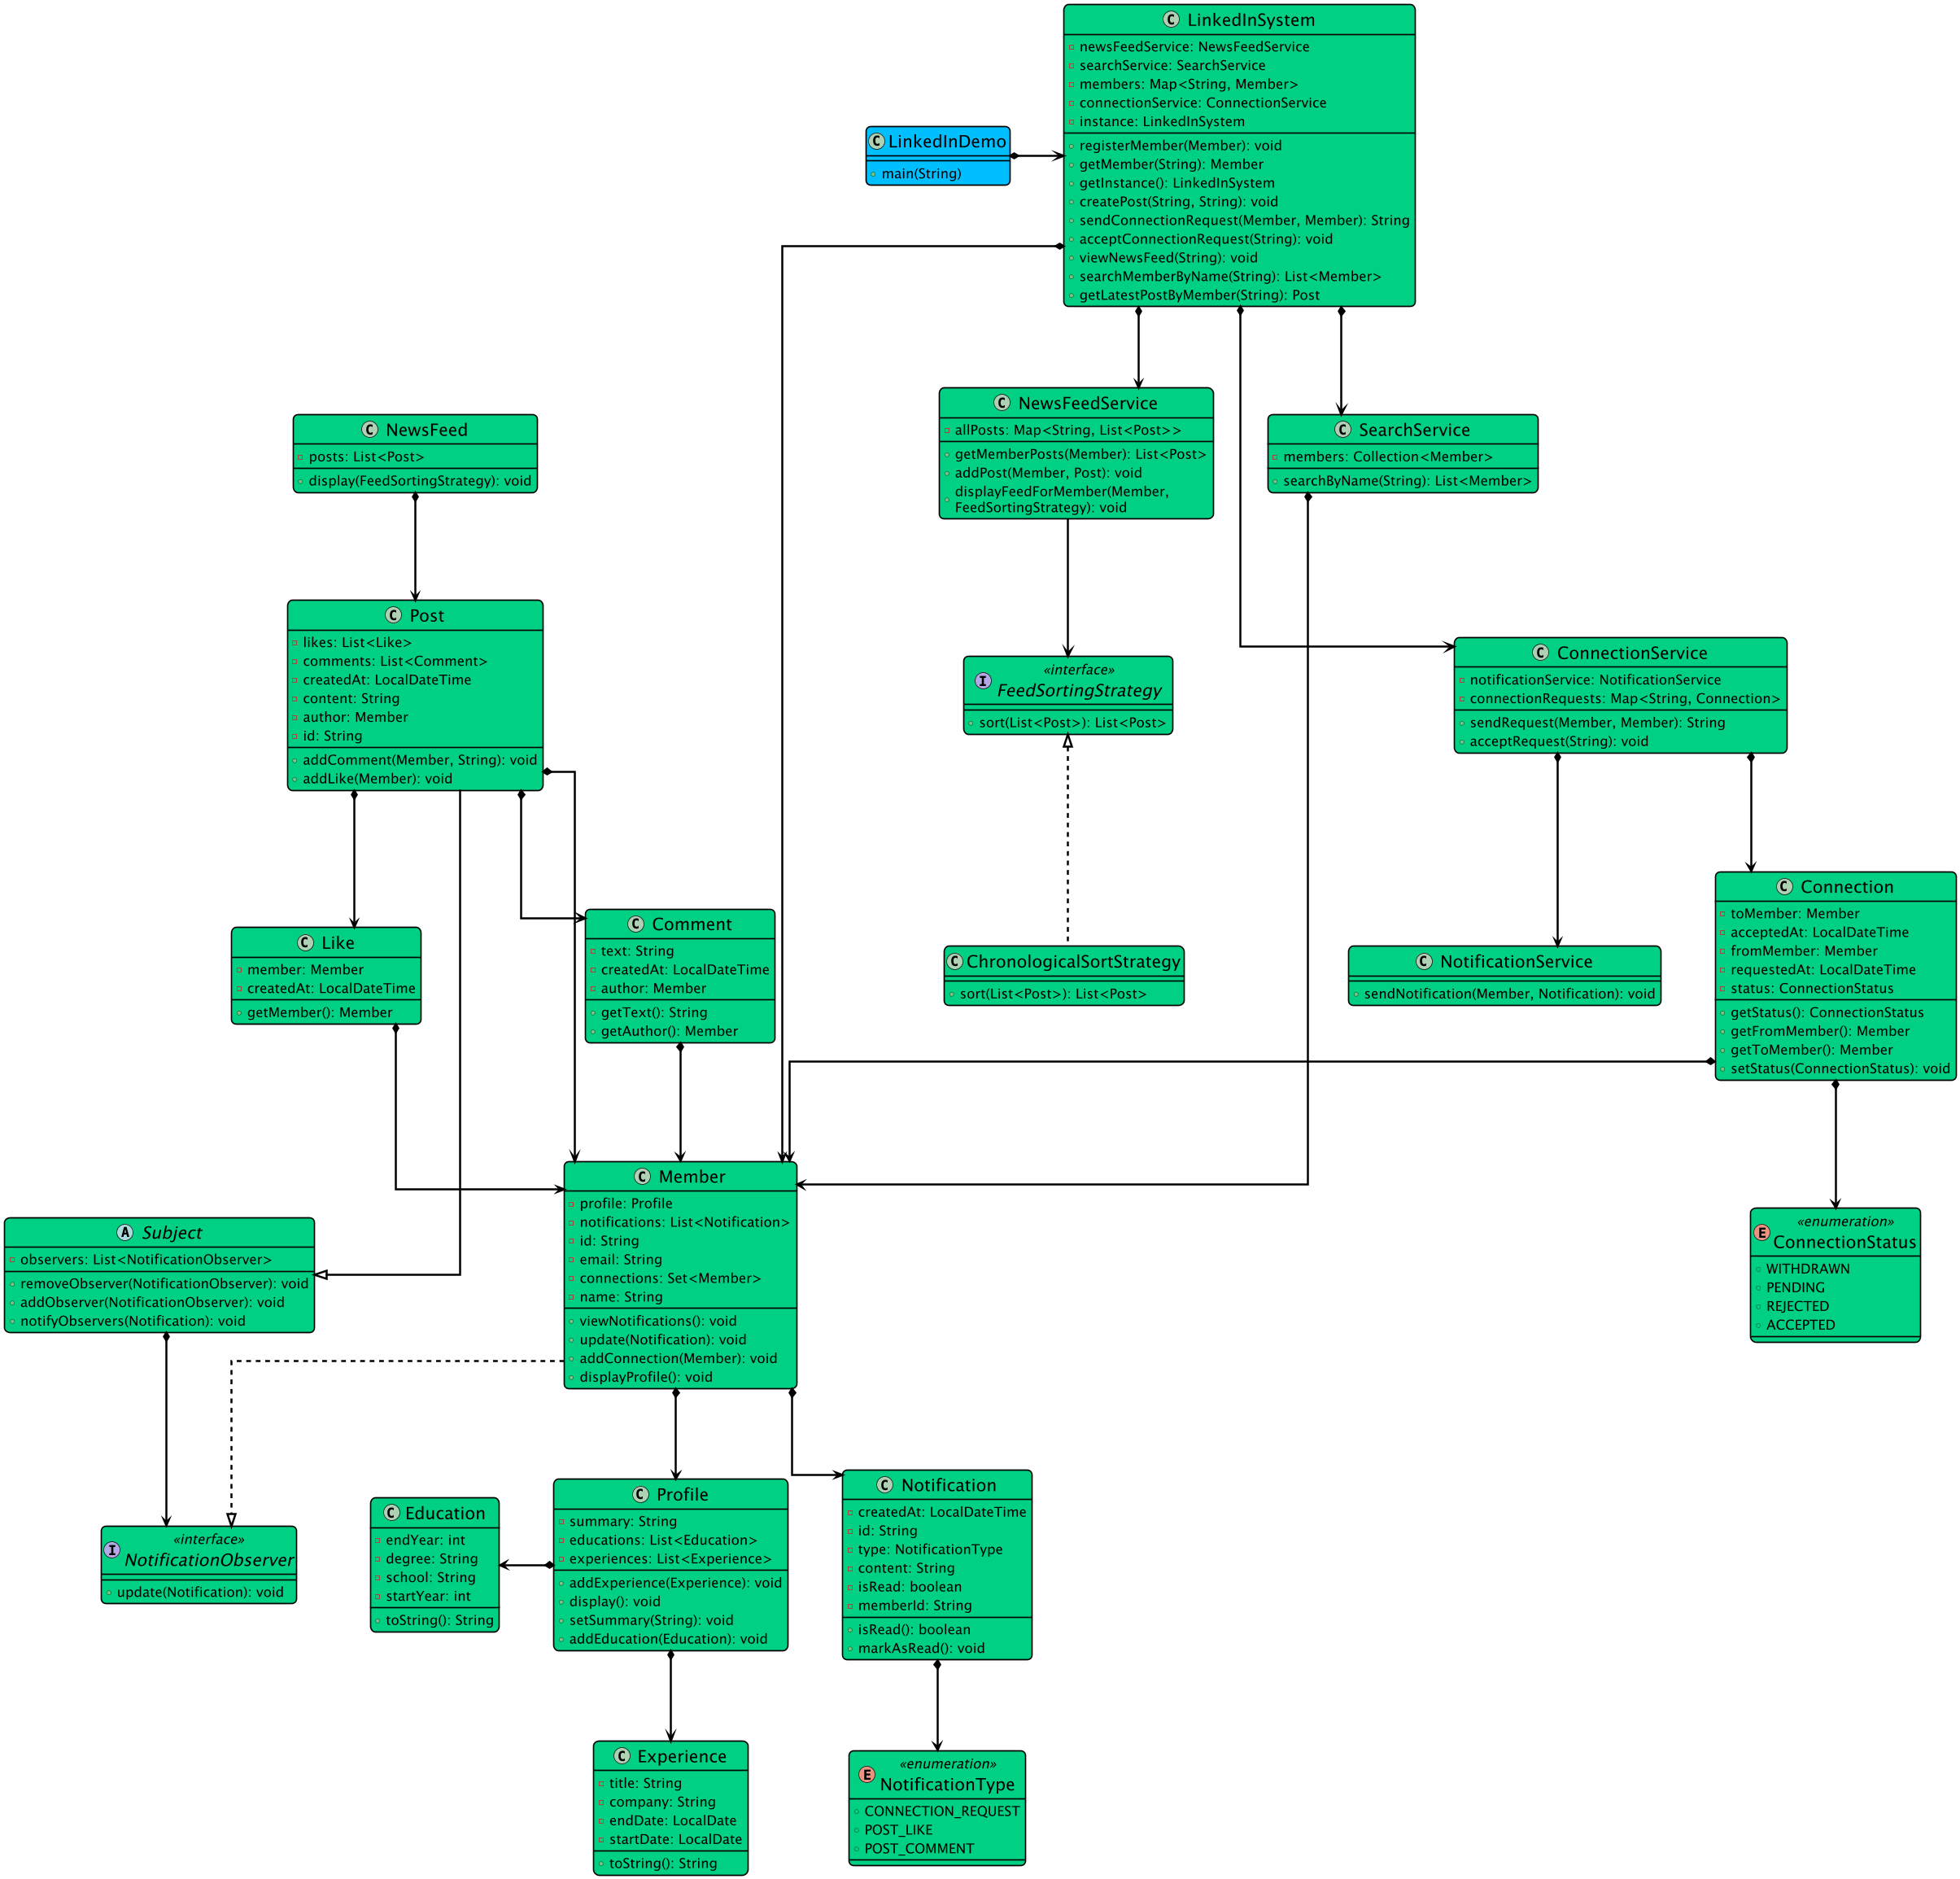 C LinkedInSystem
newsFeedService: NewsFeedService
searchService: SearchService
members: Map<String, Member>
connectionService: ConnectionService
instance: LinkedInSystem
registerMember(Member): void
getMember(String): Member
getInstance(): LinkedInSystem
createPost(String, String): void
sendConnectionRequest(Member, Member): String
acceptConnectionRequest(String): void
viewNewsFeed(String): void
searchMemberByName(String): List<Member>
getLatestPostByMember(String): Post
C LinkedInDemo
main(String)
C NewsFeed
posts: List<Post>
display(FeedSortingStrategy): void
C NewsFeedService
allPosts: Map<String, List<Post>>
getMemberPosts(Member): List<Post>
addPost(Member, Post): void
displayFeedForMember(Member,
FeedSortingStrategy): void
C SearchService
members: Collection<Member>
searchByName(String): List<Member>
C Post
likes: List<Like>
comments: List<Comment>
createdAt: LocalDateTime
content: String
author: Member
id: String
addComment(Member, String): void
addLike(Member): void
«interface»
I FeedSortingStrategy
sort(List<Post>): List<Post>
C ConnectionService
notificationService: NotificationService
connectionRequests: Map<String, Connection>
sendRequest(Member, Member): String
acceptRequest(String): void
C Like
member: Member
createdAt: LocalDateTime
getMember(): Member
C Comment
text: String
createdAt: LocalDateTime
author: Member
getText(): String
getAuthor(): Member
C ChronologicalSortStrategy
sort(List<Post>): List<Post>
C NotificationService
sendNotification(Member, Notification): void
C Connection
toMember: Member
acceptedAt: LocalDateTime
fromMember: Member
requestedAt: LocalDateTime
status: ConnectionStatus
getStatus(): ConnectionStatus
getFromMember(): Member
getToMember(): Member
setStatus(ConnectionStatus): void
A Subject
observers: List<NotificationObserver>
removeObserver(NotificationObserver): void
addObserver(NotificationObserver): void
notifyObservers(Notification): void
C Member
profile: Profile
notifications: List<Notification>
id: String
email: String
connections: Set<Member>
name: String
viewNotifications(): void
update(Notification): void
addConnection(Member): void
displayProfile(): void
«enumeration»
E ConnectionStatus
WITHDRAWN
PENDING
REJECTED
ACCEPTED
«interface»
I NotificationObserver
update(Notification): void
C Education
endYear: int
degree: String
school: String
startYear: int
toString(): String
C Profile
summary: String
educations: List<Education>
experiences: List<Experience>
addExperience(Experience): void
display(): void
setSummary(String): void
addEducation(Education): void
C Notification
createdAt: LocalDateTime
id: String
type: NotificationType
content: String
isRead: boolean
memberId: String
isRead(): boolean
markAsRead(): void
C Experience
title: String
company: String
endDate: LocalDate
startDate: LocalDate
toString(): String
«enumeration»
E NotificationType
CONNECTION_REQUEST
POST_LIKE
POST_COMMENT